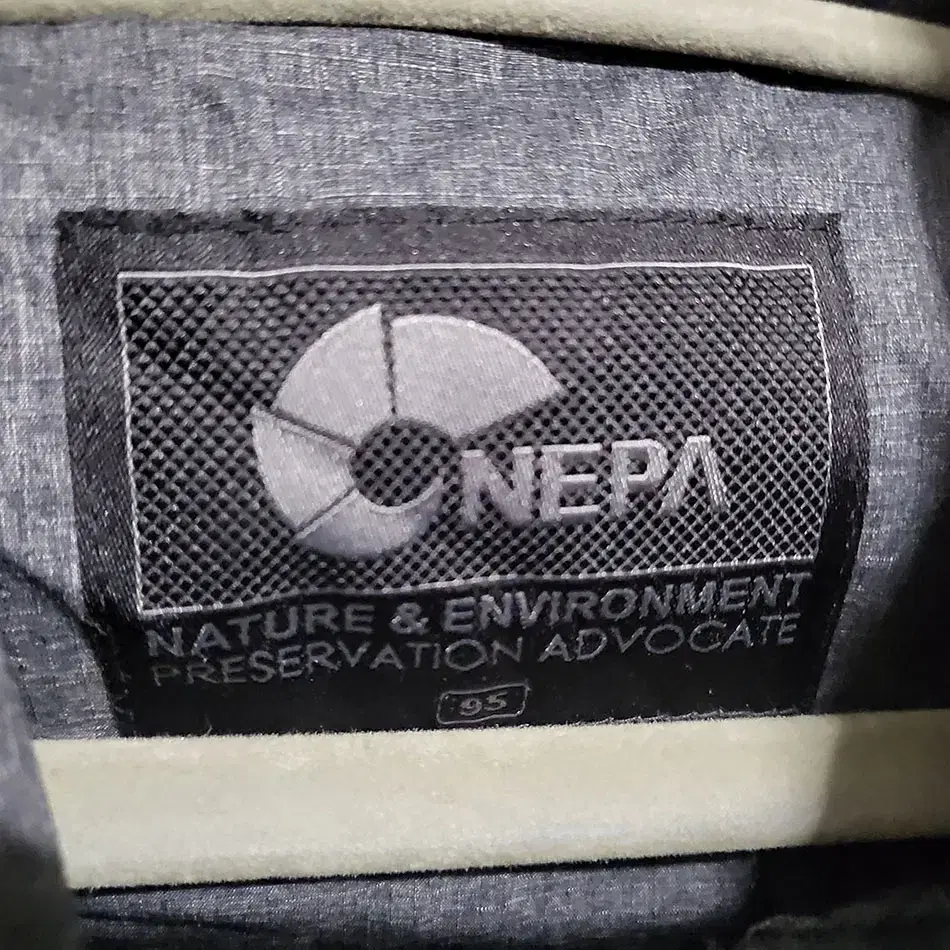 NEPA
NATURE & ENVIRONMENT
PRESERVATION ADVOCATE
95